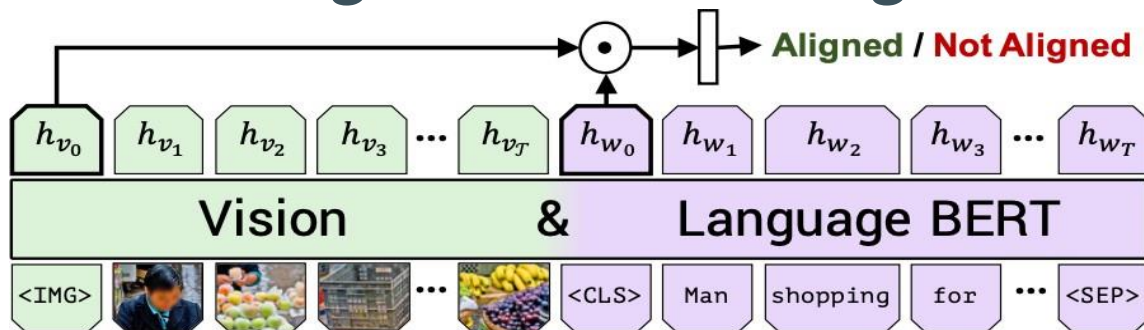 Aligned / Not Aligned
h_{v_0} h_{v_1} h_{v_2} h_{v_3} ... h_{v_𝒯} h_{w_0} h_{w_1} h_{w_2} h_{w_3} ... h_{w_T}
Vision & Language BERT
<IMG> ... <CLS> Man shopping for ... <SEP>